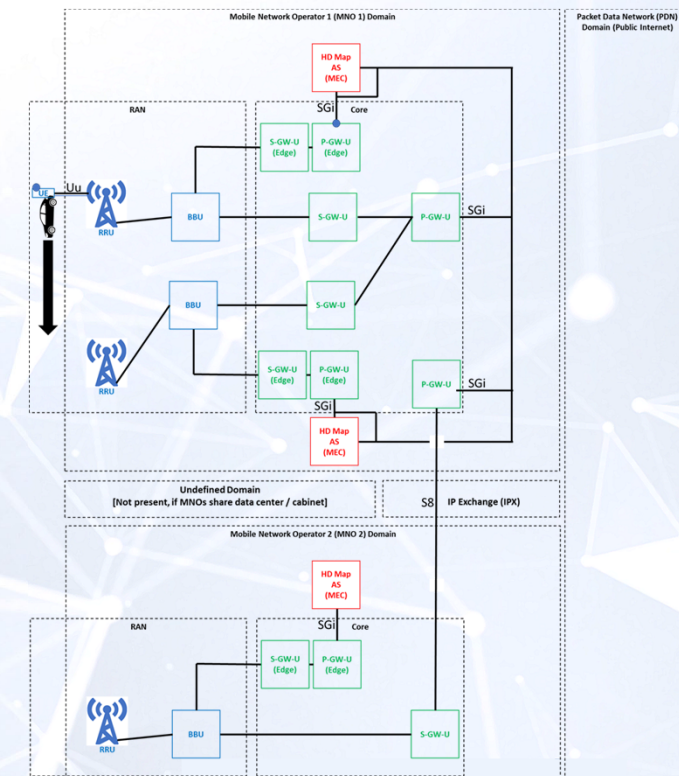 Mobile Network Operator 1 (MNO 1) Domain
Packet Data Network (PDN)
Domain (Public Internet)
HD Map
AS
(MEC)
SGi
Core
RAN
S-GW-U
(Edge)
P-GW-U
(Edge)
UE
Uu
RRU
BBU
S-GW-U
P-GW-U
SGi
BBU
S-GW-U
RRU
S-GW-U
(Edge)
P-GW-U
(Edge)
P-GW-U
SGi
SGi
HD Map
AS
(MEC)
Undefined Domain
[Not present, if MNOs share data center / cabinet]
S8
IP Exchange (IPX)
Mobile Network Operator 2 (MNO 2) Domain
HD Map
AS
(MEC)
SGi
Core
RAN
S-GW-U
(Edge)
P-GW-U
(Edge)
RRU
BBU
S-GW-U